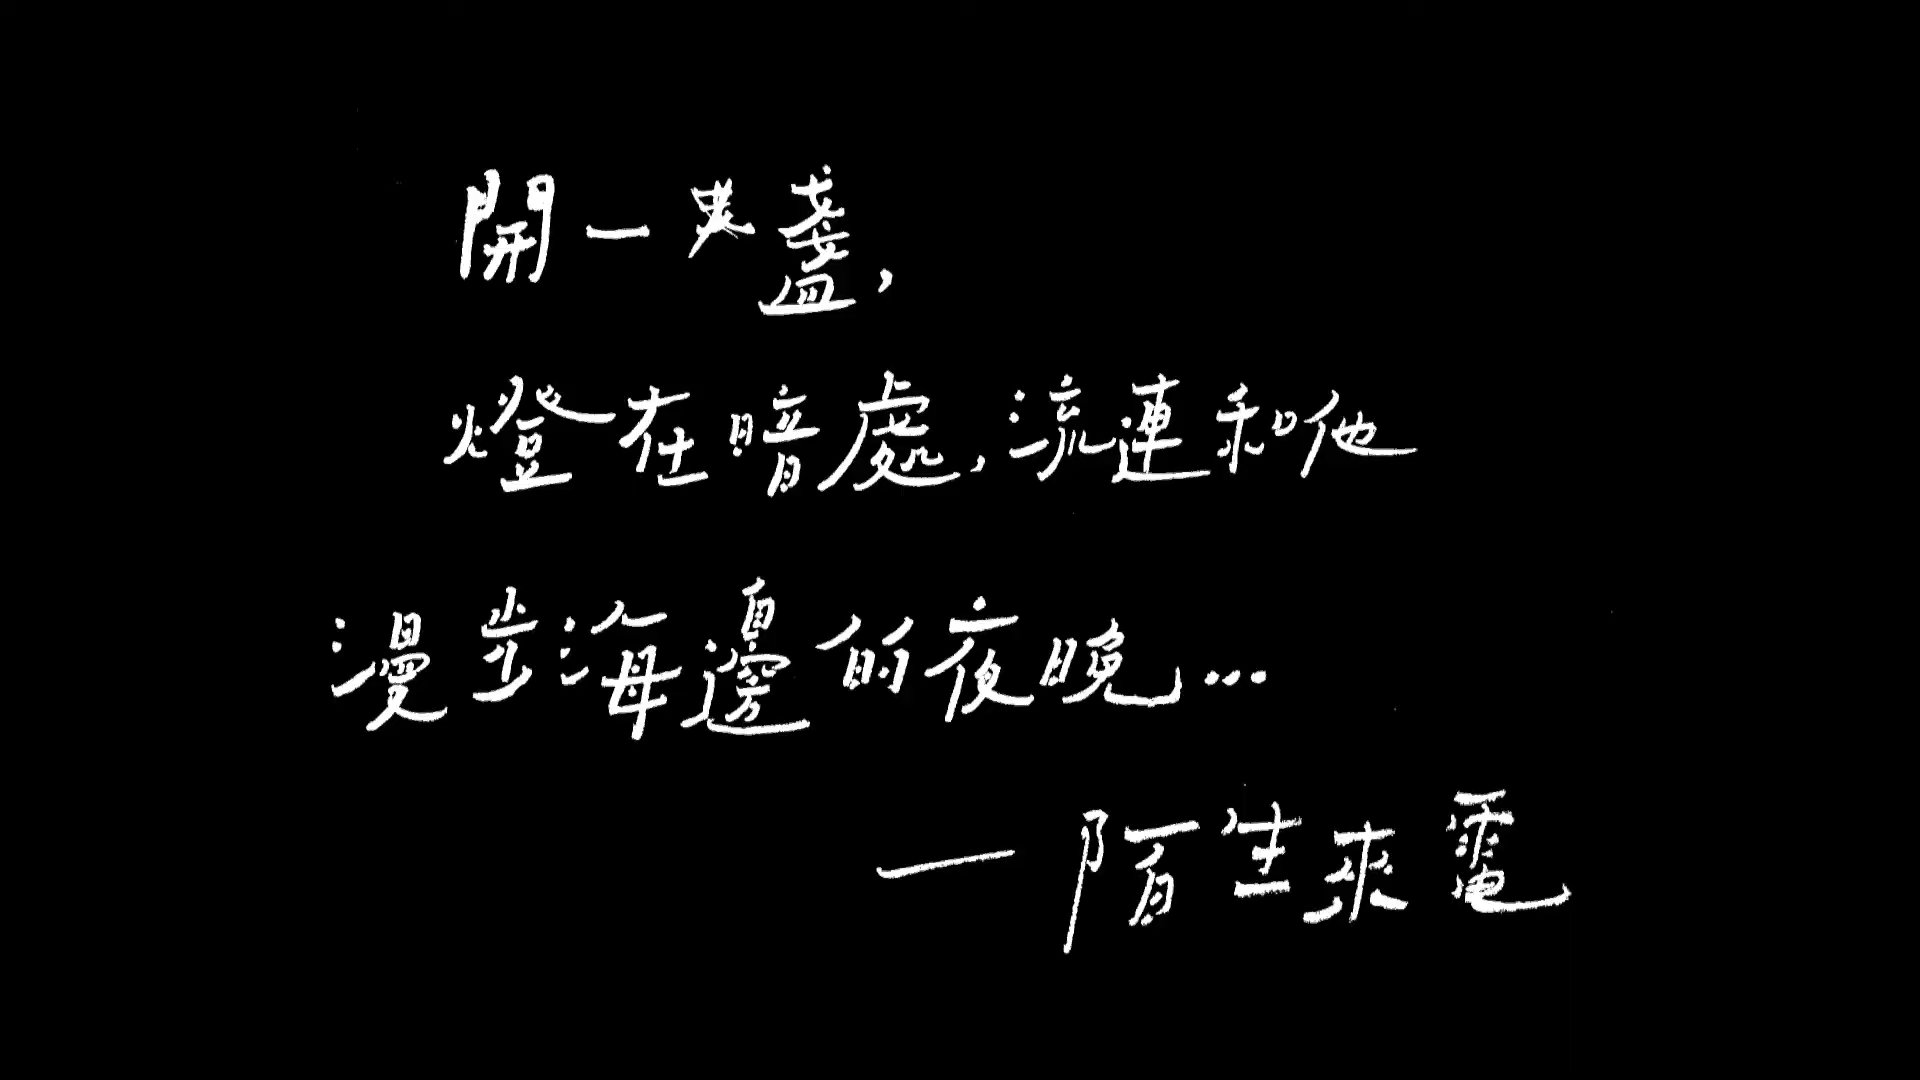 開一盞,
燈在暗處,流連和他
漫步海邊的夜晚...
—陌生來電